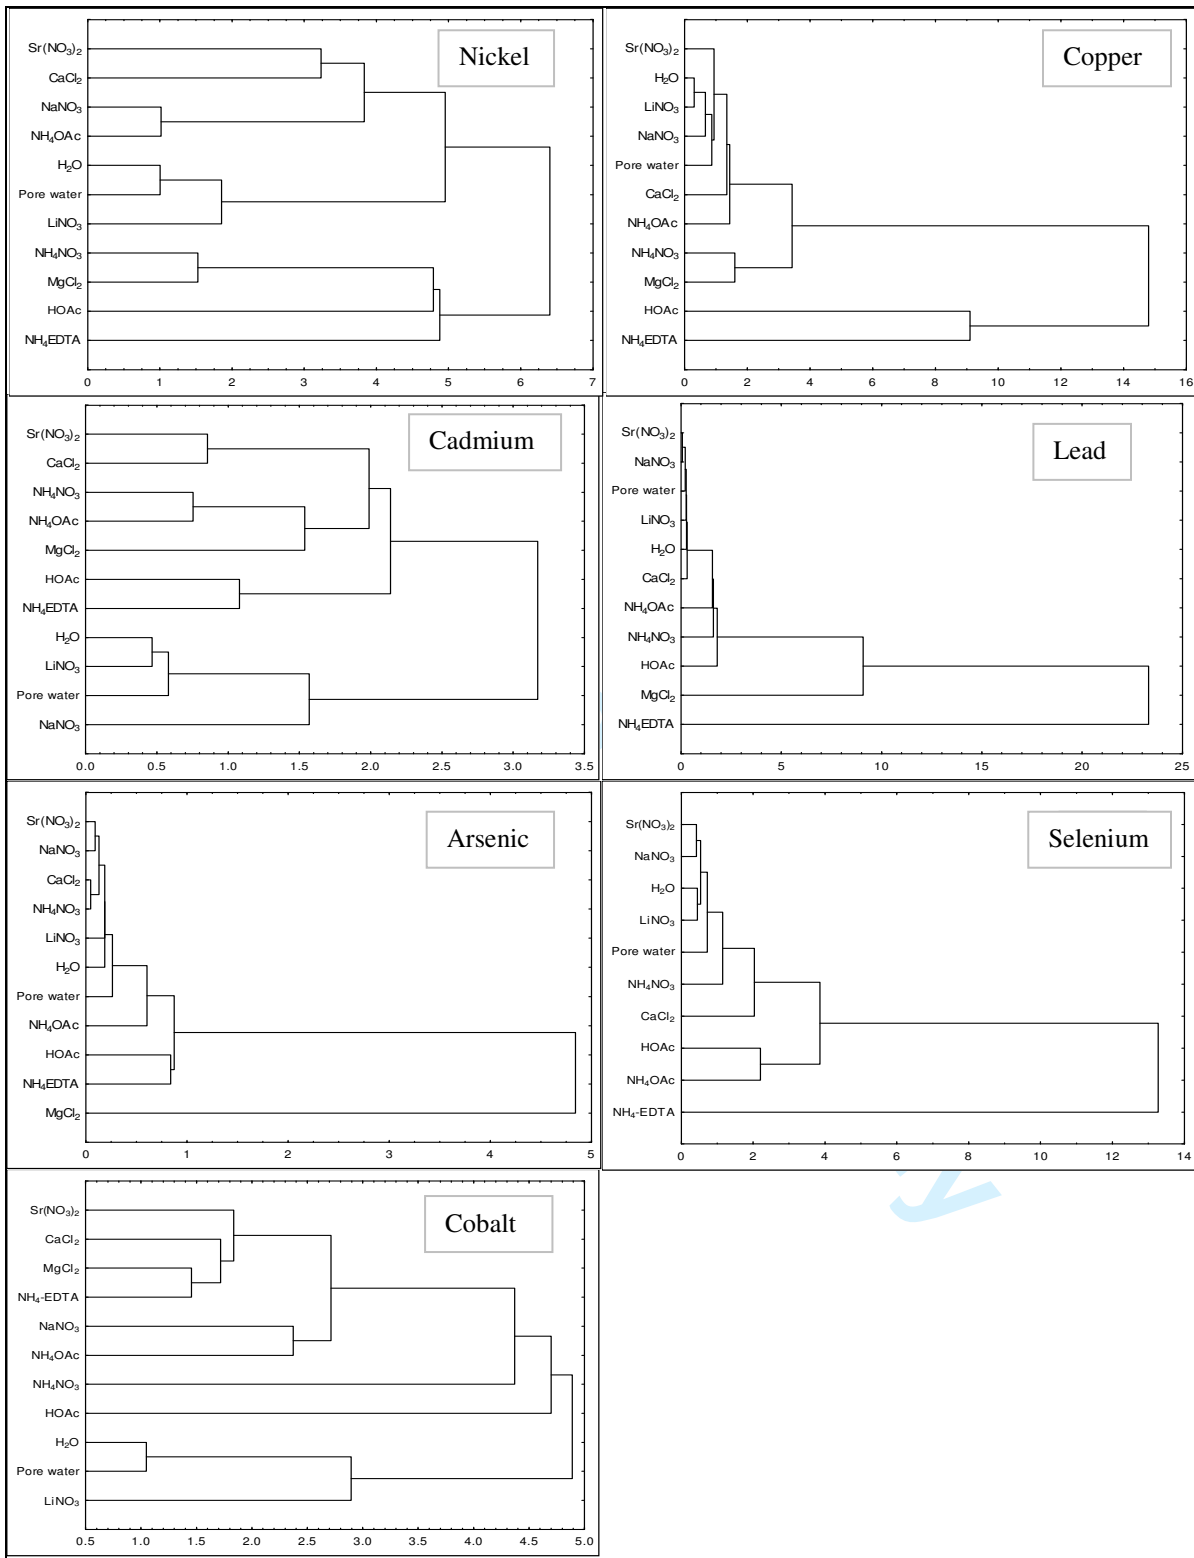 Nickel
Sr(NO₃)₂
CaCl₂
NaNO₃
NH₄OAc
H₂O
Pore water
LiNO₃
NH₄NO₃
MgCl₂
HOAc
NH₄EDTA
0 1 2 3 4 5 6 7
Copper
Sr(NO₃)₂
H₂O
LiNO₃
NaNO₃
Pore water
CaCl₂
NH₄OAc
NH₄NO₃
MgCl₂
HOAc
NH₄EDTA
0 2 4 6 8 10 12 14 16
Cadmium
Sr(NO₃)₂
CaCl₂
NH₄NO₃
NH₄OAc
MgCl₂
HOAc
NH₄EDTA
H₂O
LiNO₃
Pore water
NaNO₃
0.0 0.5 1.0 1.5 2.0 2.5 3.0 3.5
Lead
Sr(NO₃)₂
NaNO₃
Pore water
LiNO₃
H₂O
CaCl₂
NH₄OAc
NH₄NO₃
HOAc
MgCl₂
NH₄EDTA
0 5 10 15 20 25
Arsenic
Sr(NO₃)₂
NaNO₃
CaCl₂
NH₄NO₃
LiNO₃
H₂O
Pore water
NH₄OAc
HOAc
NH₄EDTA
MgCl₂
0 1 2 3 4 5
Selenium
Sr(NO₃)₂
NaNO₃
H₂O
LiNO₃
Pore water
NH₄NO₃
CaCl₂
HOAc
NH₄OAc
NH₄-EDTA
0 2 4 6 8 10 12 14
Cobalt
Sr(NO₃)₂
CaCl₂
MgCl₂
NH₄-EDTA
NaNO₃
NH₄OAc
NH₄NO₃
HOAc
H₂O
Pore water
LiNO₃
0.5 1.0 1.5 2.0 2.5 3.0 3.5 4.0 4.5 5.0
y